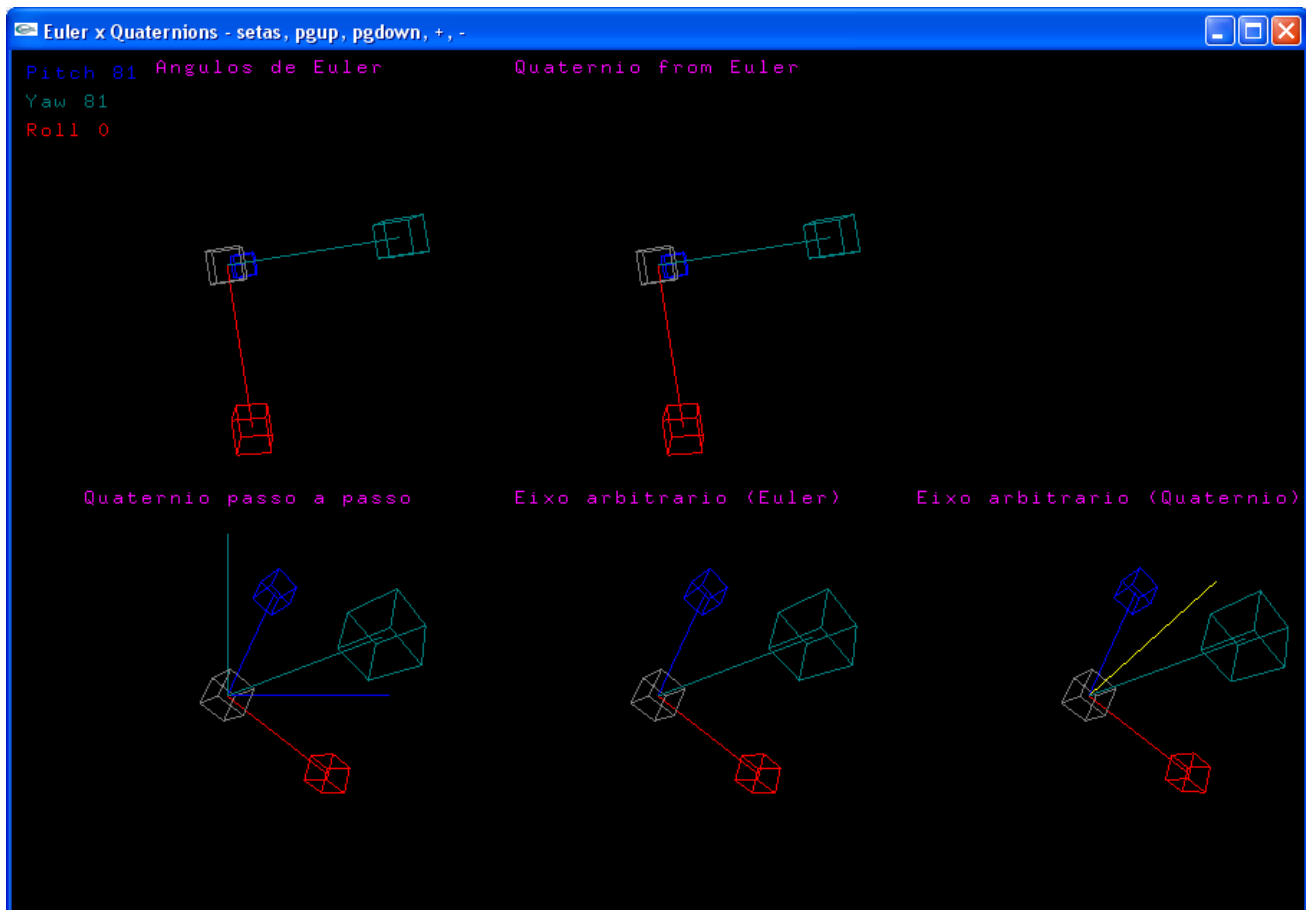 Euler x Quaternions - setas, pgup, pgdown, +, -
Pitch 81
Angulos de Euler
Quaternio from Euler
Yaw 81
Roll 0
Quaternio passo a passo
Eixo arbitrario (Euler)
Eixo arbitrario (Quaternio)